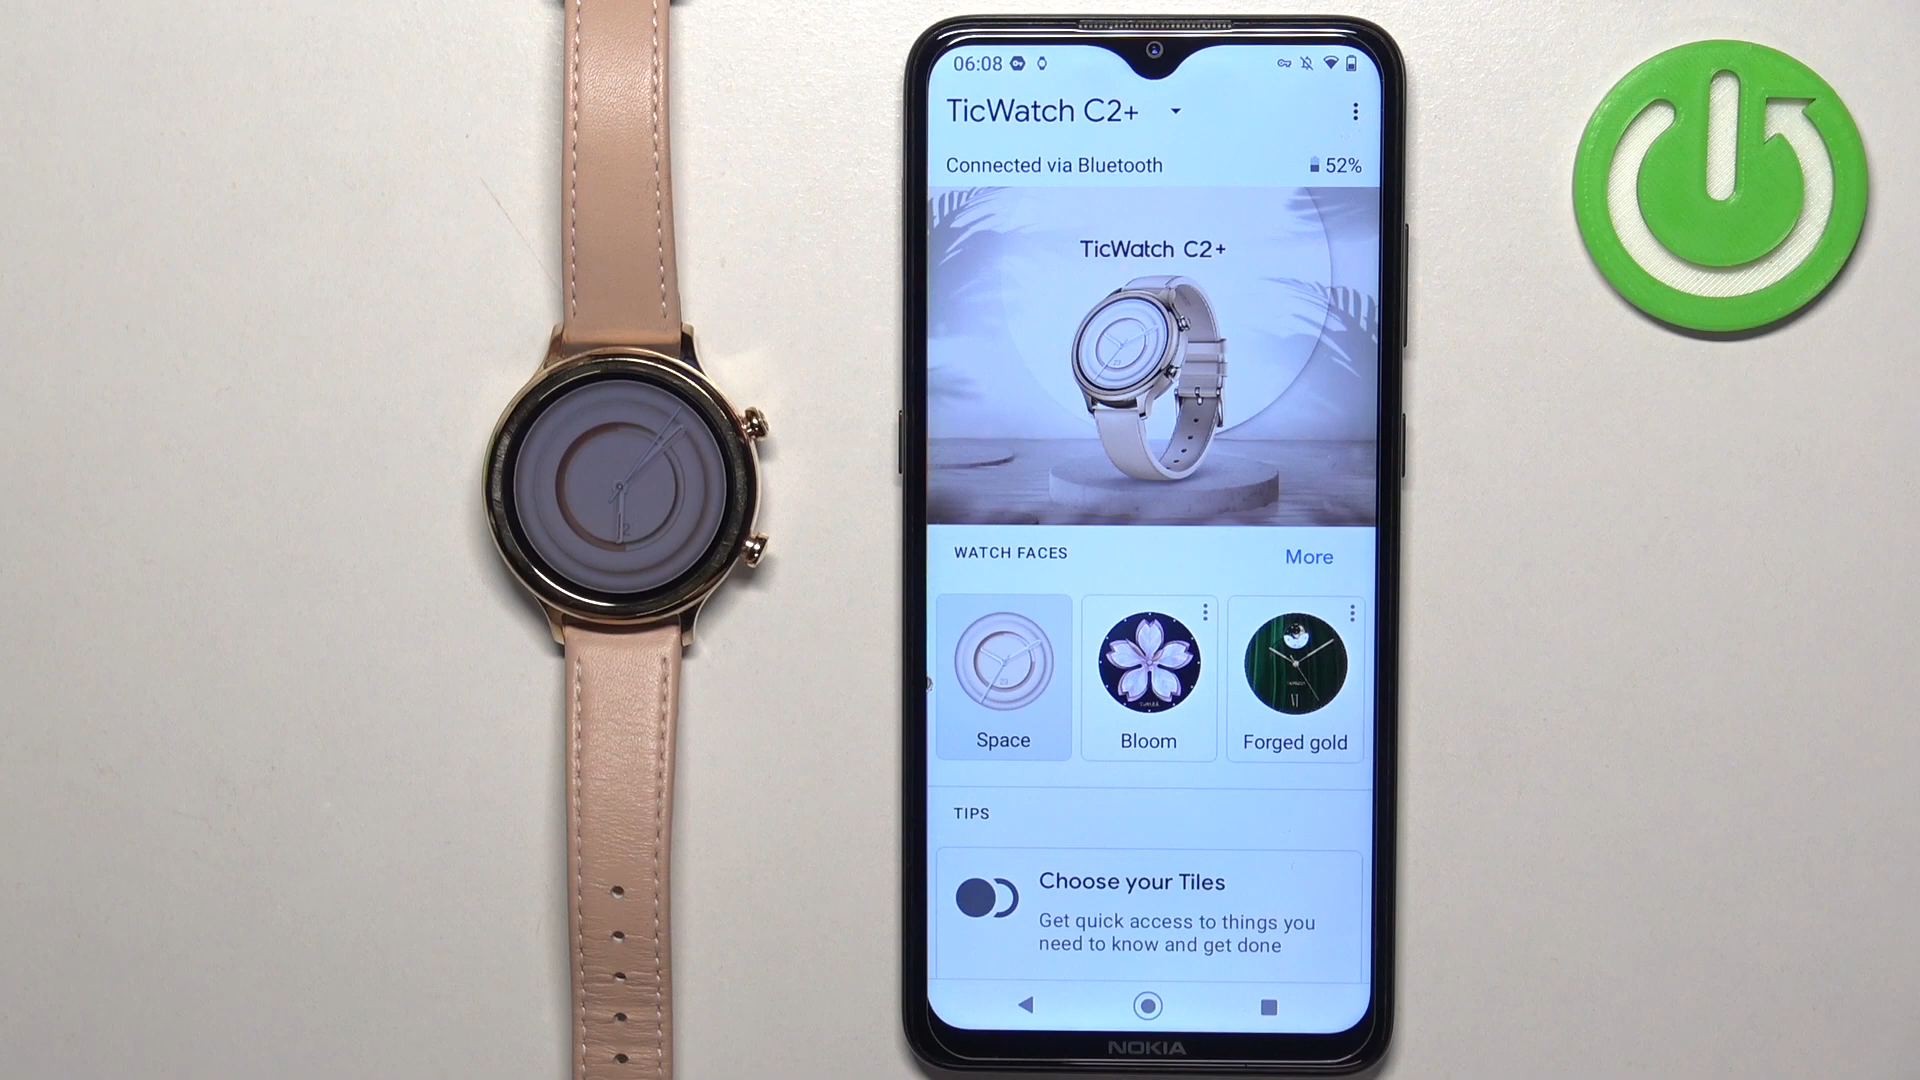 06:08
TicWatch C2+
Connected via Bluetooth
52%
TicWatch C2+
WATCH FACES
More
Space
Bloom
Forged gold
TIPS
Choose your Tiles
Get quick access to things you
need to know and get done
NOKIA